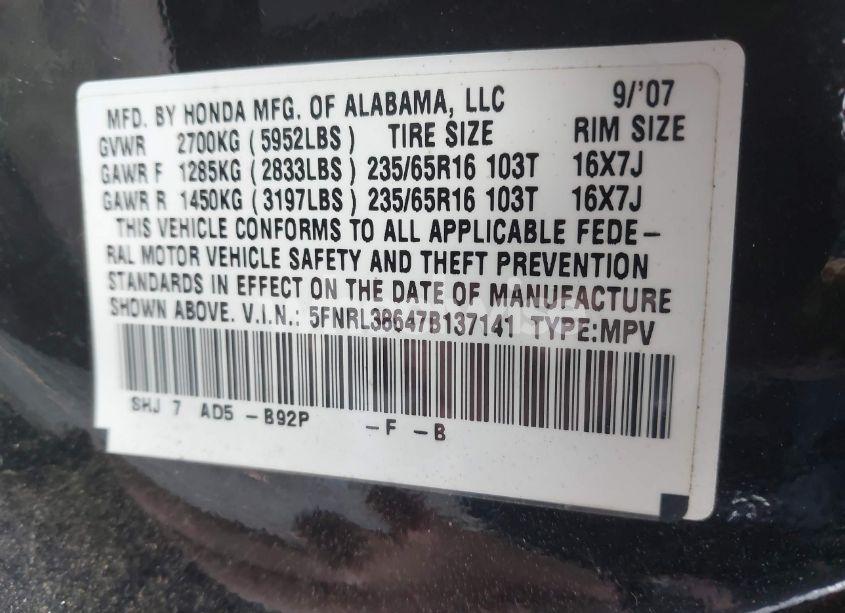 MFD. BY HONDA MFG. OF ALABAMA, LLC 9/'07
GVWR 2700KG (5952LBS) TIRE SIZE RIM SIZE
GAWR F 1285KG (2833LBS) 235/65R16 103T 16X7J
GAWR R 1450KG (3197LBS) 235/65R16 103T 16X7J
THIS VEHICLE CONFORMS TO ALL APPLICABLE FEDE-
RAL MOTOR VEHICLE SAFETY AND THEFT PREVENTION
STANDARDS IN EFFECT ON THE DATE OF MANUFACTURE
SHOWN ABOVE. V.I.N.: 5FNRL38647B137141 TYPE:MPV
SHJ 7 AD5 -B92P -F -B